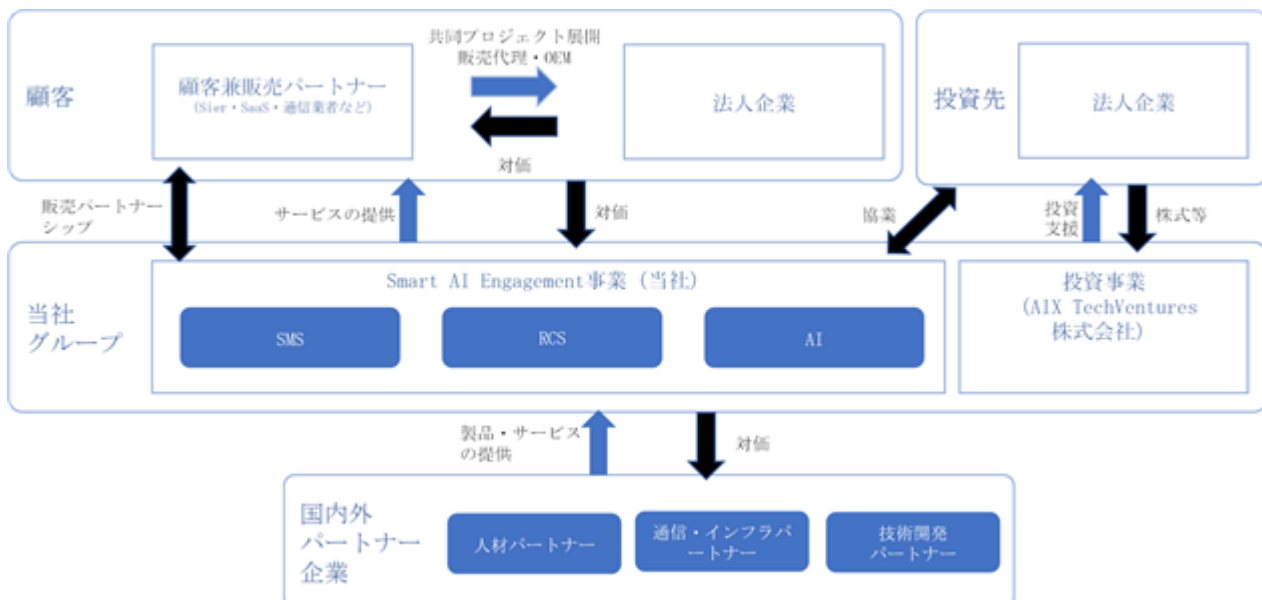 共同プロジェクト展開
販売代理・OEM
顧客
顧客兼販売パートナー
(SIer・SaaS・通信業者など)
法人企業
対価
投資先
法人企業
販売パートナー
シップ
サービスの提供
対価
協業
投資
支援
株式等
当社
グループ
Smart AI Engagement事業 (当社)
SMS
RCS
AI
投資事業
(AIX TechVentures
株式会社)
製品・サービス
の提供
対価
国内外
パートナー
企業
人材パートナー
通信・インフラパ
ートナー
技術開発
パートナー